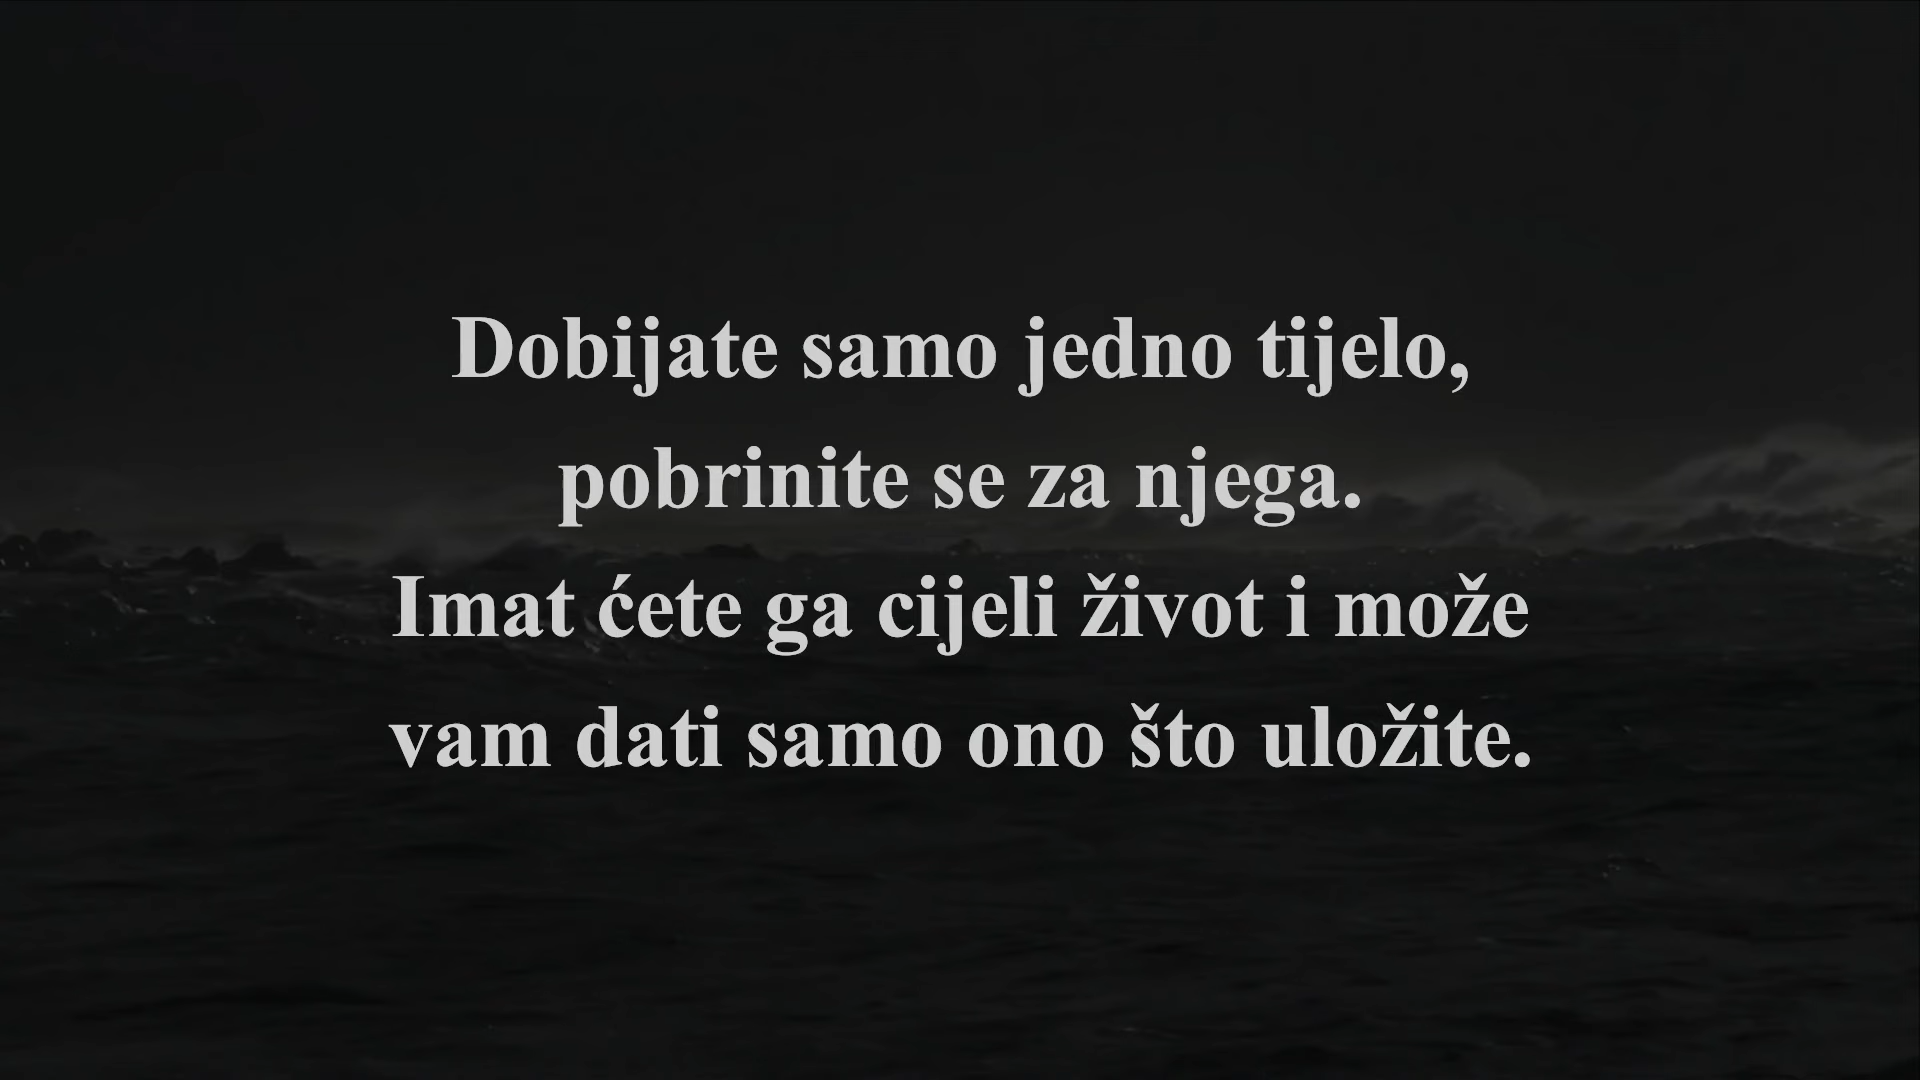 Dobijate samo jedno tijelo,
pobrinite se za njega.
Imat ćete ga cijeli život i može
vam dati samo ono što uložite.